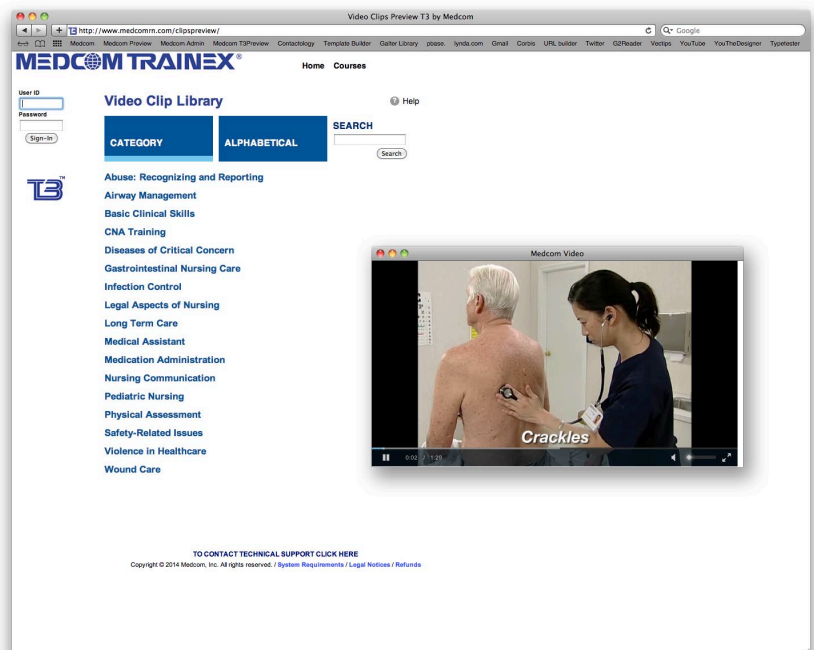 Video Clips Preview T3 by Medcom
http://www.medcomrn.com/clipspreview/
Google
Medcom Medcom Preview Medcom Admin Medcom T3Preview Contactology Template Builder Galter Library pbase. lynda.com Gmail Corbis URL builder Twitter G2Reader Vectips YouTube YouTheDesigner Typetester
MEDCOM TRAINEX®
Home Courses
User ID
Password
Sign-In
T3™
Video Clip Library
Help
CATEGORY
ALPHABETICAL
SEARCH
Search
Abuse: Recognizing and Reporting
Airway Management
Basic Clinical Skills
CNA Training
Diseases of Critical Concern
Gastrointestinal Nursing Care
Infection Control
Legal Aspects of Nursing
Long Term Care
Medical Assistant
Medication Administration
Nursing Communication
Pediatric Nursing
Physical Assessment
Safety-Related Issues
Violence in Healthcare
Wound Care
Medcom Video
Crackles
0:02 / 1:29
TO CONTACT TECHNICAL SUPPORT CLICK HERE
Copyright © 2014 Medcom, Inc. All rights reserved. / System Requirements / Legal Notices / Refunds